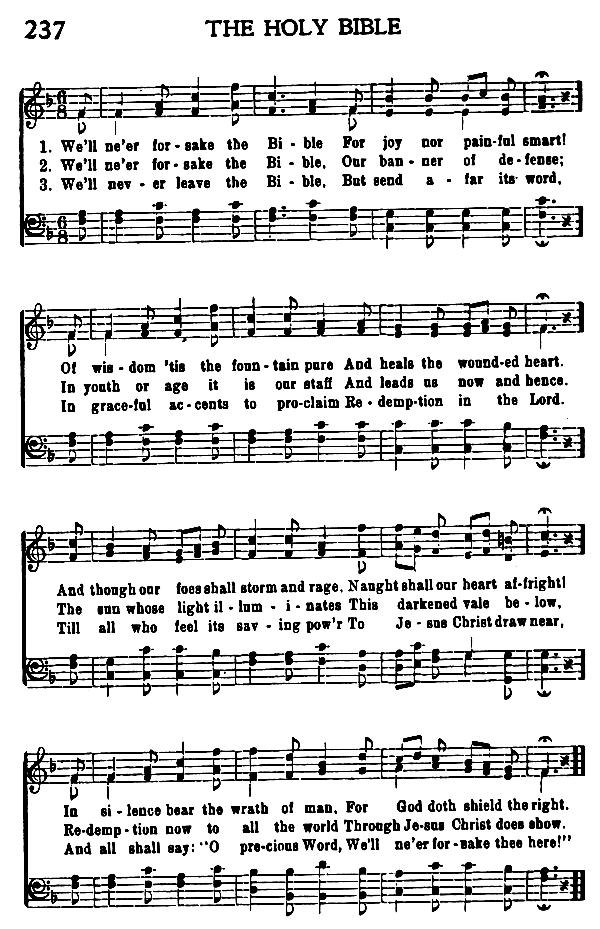 237 THE HOLY BIBLE
1. We'll ne'er for - sake the Bi - ble For joy nor pain-ful smart!
2. We'll ne'er for - sake the Bi - ble, Our ban - ner of de - fense;
3. We'll nev - er leave the Bi - ble, But send a - far its word,
Of wis - dom 'tis the foun - tain pure And heals the wound-ed heart.
In youth or age it is our staff And leads us now and hence.
In grace-ful ac - cents to pro-claim Re - demp-tion in the Lord.
And though our foes shall storm and rage, Naught shall our heart af-fright!
The sun whose light il - lum - i - nates This darkened vale be - low,
Till all who feel its sav - ing pow'r To Je - sus Christ draw near,
In si - lence bear the wrath of man, For God doth shield the right.
Re-demp - tion now to all the world Through Je-sus Christ does show.
And all shall say: "O pre-cious Word, We'll ne'er for - sake thee here!"